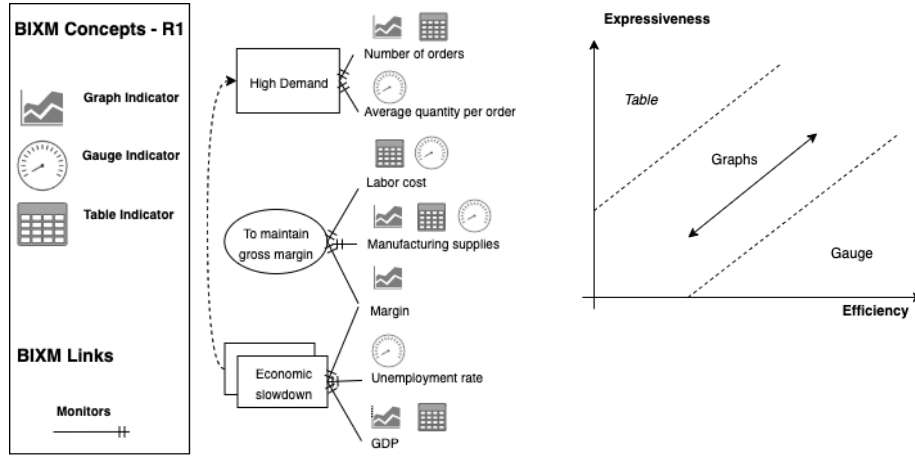 BIXM Concepts - R1
Graph Indicator
Gauge Indicator
Table Indicator
BIXM Links
Monitors
High Demand
Number of orders
Average quantity per order
Labor cost
To maintain
gross margin
Manufacturing supplies
Margin
Economic
slowdown
Unemployment rate
GDP
Expressiveness
Table
Graphs
Gauge
Efficiency